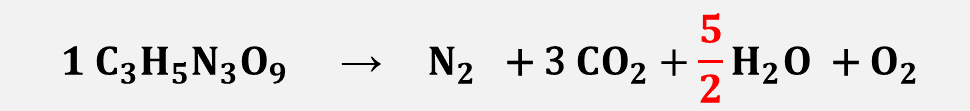 1 C₃H₅N₃O₉ → N₂ + 3 CO₂ + 5/2 H₂O + O₂